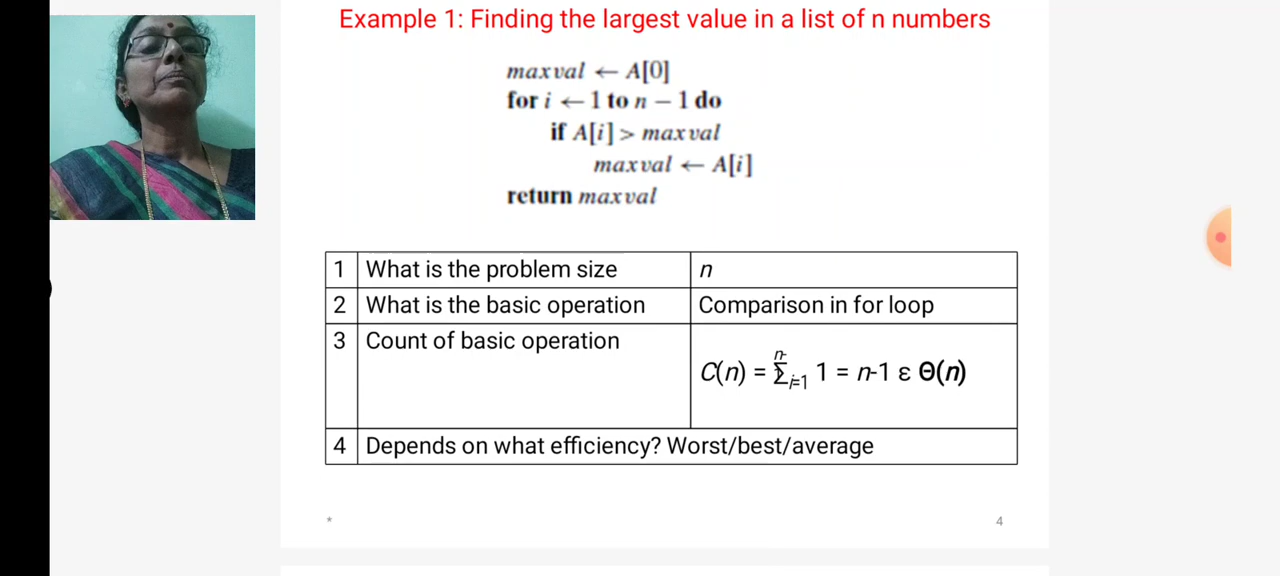 Example 1: Finding the largest value in a list of n numbers
maxval ← A[0]
for i ← 1 to n − 1 do
if A[i] > maxval
maxval ← A[i]
return maxval
1 What is the problem size n
2 What is the basic operation Comparison in for loop
3 Count of basic operation
n-
C(n) = Σi=1 1 = n-1 ε Θ(n)
4 Depends on what efficiency? Worst/best/average
* 4